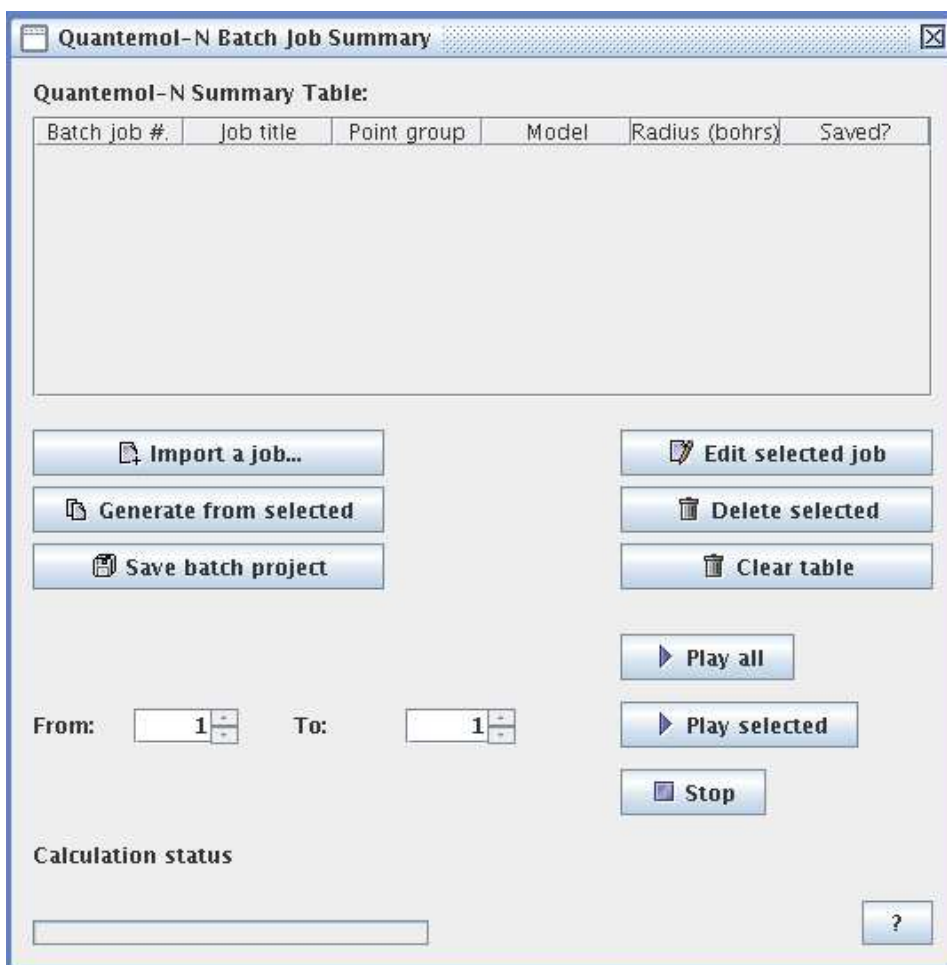 Quantemol-N Batch Job Summary
Quantemol-N Summary Table:
Batch job #. Job title Point group Model Radius (bohrs) Saved?
Import a job... Edit selected job
Generate from selected Delete selected
Save batch project Clear table
Play all
From: 1 To: 1 Play selected
Stop
Calculation status
?